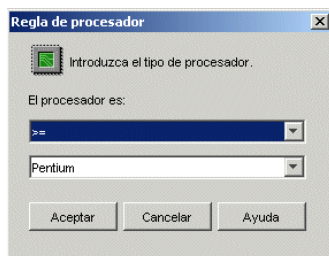 Regla de procesador
Introduzca el tipo de procesador.
El procesador es:
>=
Pentium
Aceptar Cancelar Ayuda